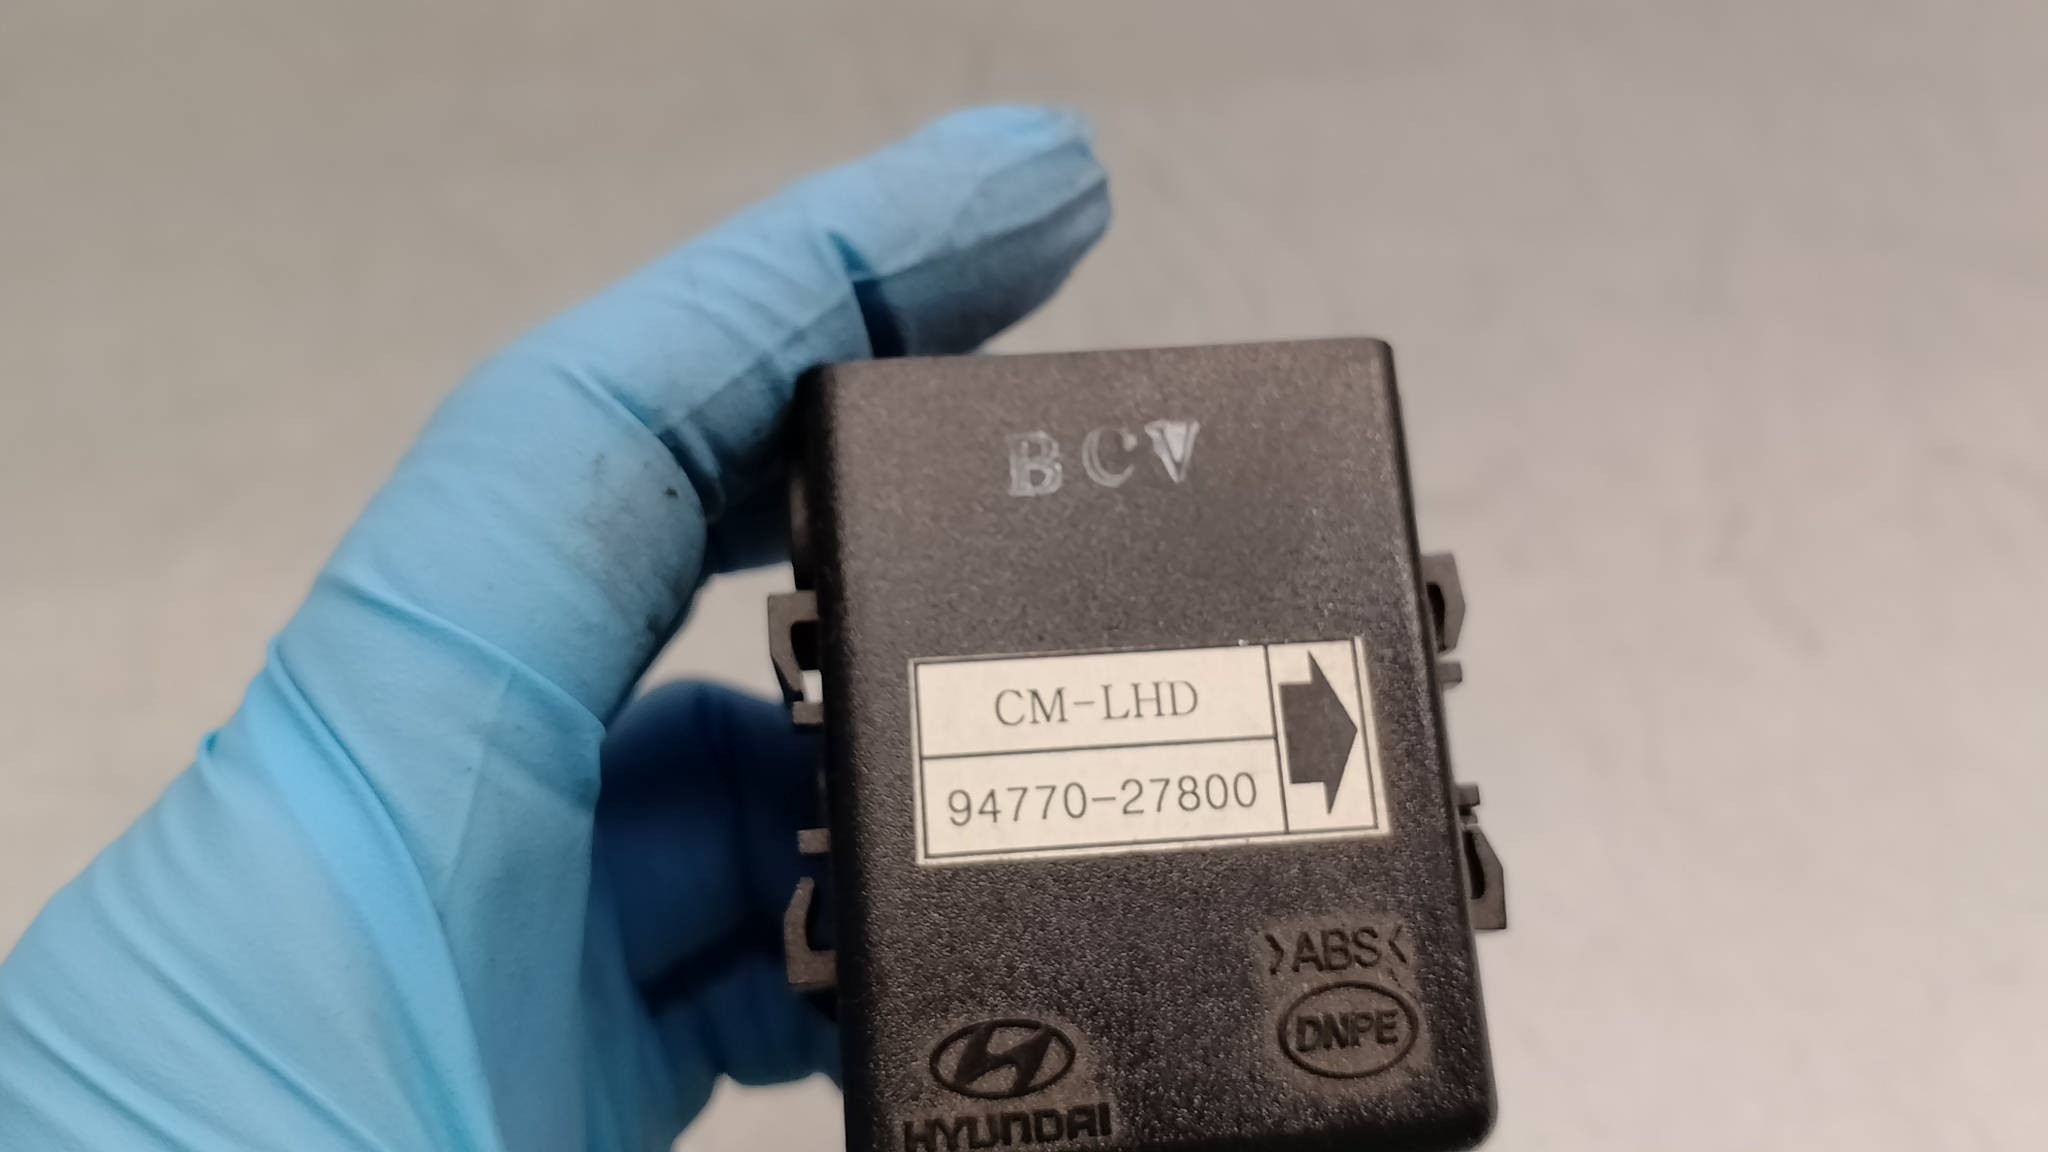 BCV
CM-LHD
94770-27800
>ABS<
DNPE
HYUNDAI